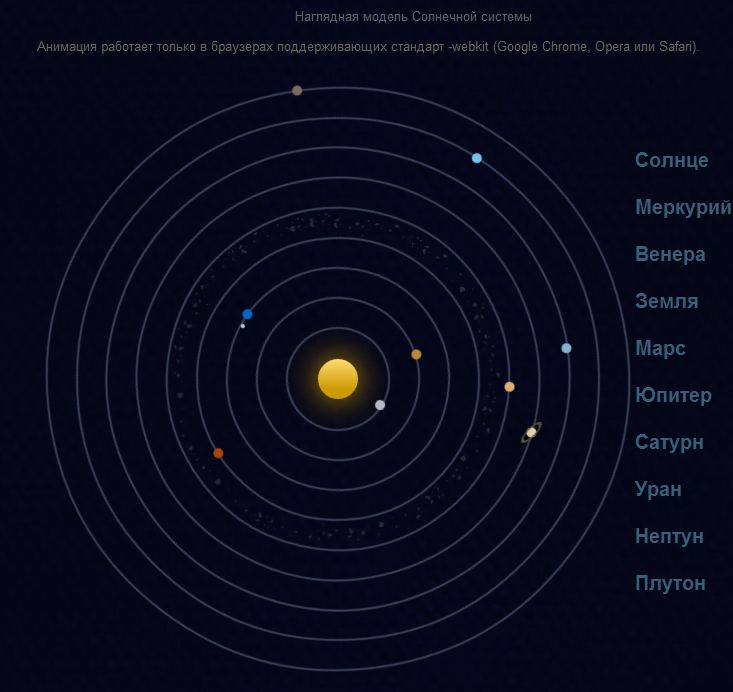 Наглядная модель Солнечной системы
Анимация работает только в браузерах поддерживающих стандарт -webkit (Google Chrome, Opera или Safari).
Солнце
Меркурий
Венера
Земля
Марс
Юпитер
Сатурн
Уран
Нептун
Плутон